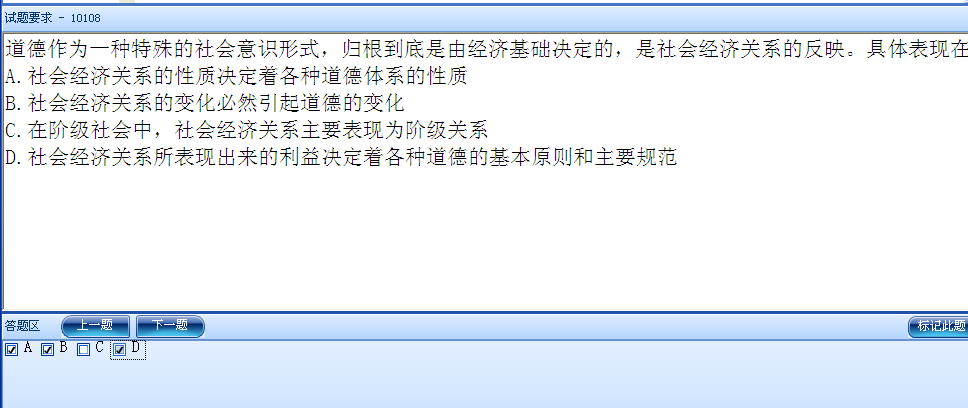 试题要求 - 10108
道德作为一种特殊的社会意识形式，归根到底是由经济基础决定的，是社会经济关系的反映。具体表现在
A. 社会经济关系的性质决定着各种道德体系的性质
B. 社会经济关系的变化必然引起道德的变化
C. 在阶级社会中，社会经济关系主要表现为阶级关系
D. 社会经济关系所表现出来的利益决定着各种道德的基本原则和主要规范
答题区 上一题 下一题 标记此题
A B C D